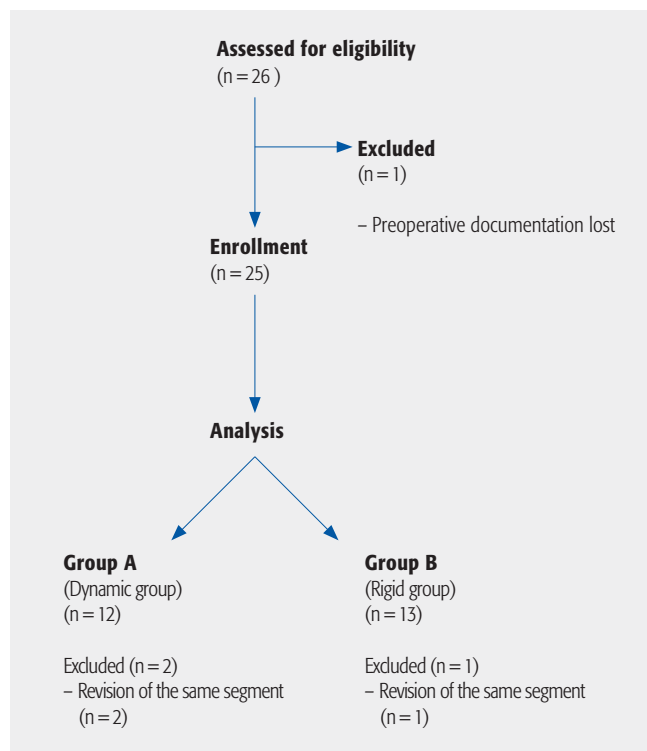 Assessed for eligibility
(n = 26 )
Excluded
(n = 1)
– Preoperative documentation lost
Enrollment
(n = 25)
Analysis
Group A
(Dynamic group)
(n = 12)
Excluded (n = 2)
– Revision of the same segment
(n = 2)
Group B
(Rigid group)
(n = 13)
Excluded (n = 1)
– Revision of the same segment
(n = 1)